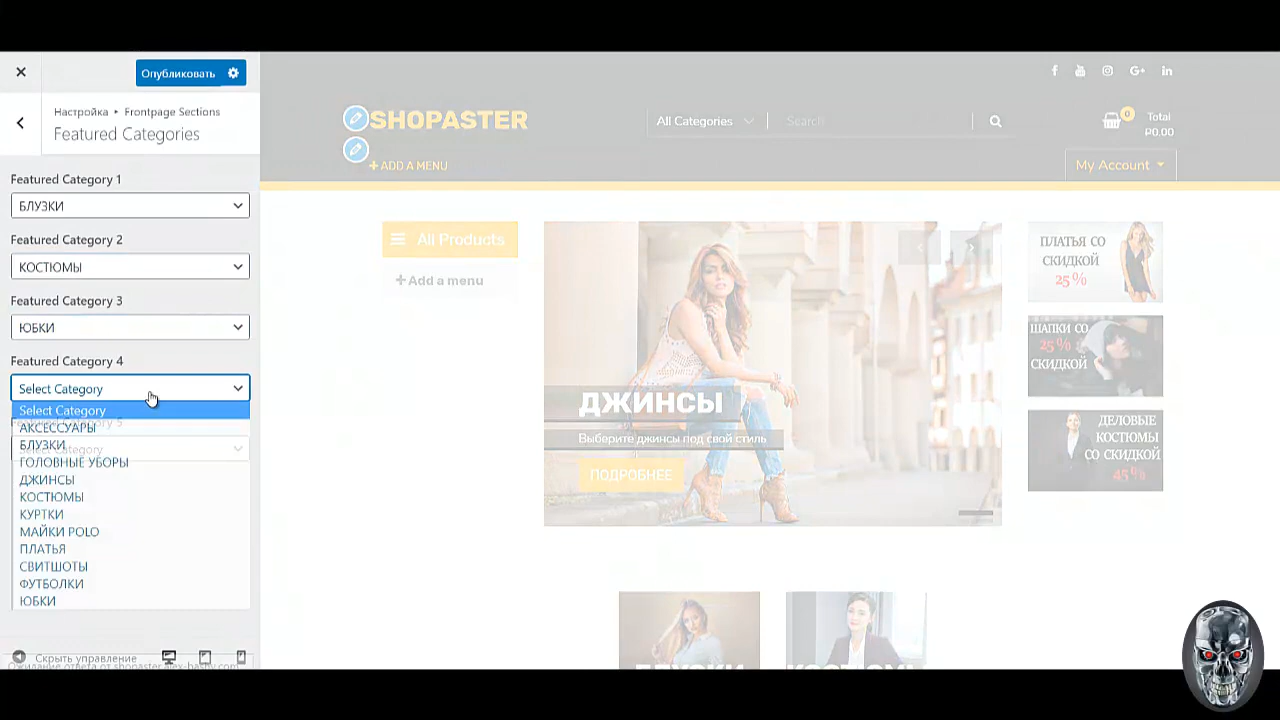 Опубликовать
Настройка ▸ Frontpage Sections
Featured Categories
Featured Category 1
БЛУЗКИ
Featured Category 2
КОСТЮМЫ
Featured Category 3
ЮБКИ
Featured Category 4
Select Category
Select Category
АКСЕССУАРЫ
БЛУЗКИ
Select Category
ГОЛОВНЫЕ УБОРЫ
ДЖИНСЫ
КОСТЮМЫ
КУРТКИ
МАЙКИ POLO
ПЛАТЬЯ
СВИТШОТЫ
ФУТБОЛКИ
ЮБКИ
Скрыть управление
SHOPASTER
+ ADD A MENU
All Categories
Search
0
Total
₽0.00
My Account
All Products
+ Add a menu
ДЖИНСЫ
Выберите джинсы под свой стиль
ПОДРОБНЕЕ
ПЛАТЬЯ СО
СКИДКОЙ
25%
ШАПКИ СО
25%
СКИДКОЙ
ДЕЛОВЫЕ
КОСТЮМЫ
СО СКИДКОЙ
45%